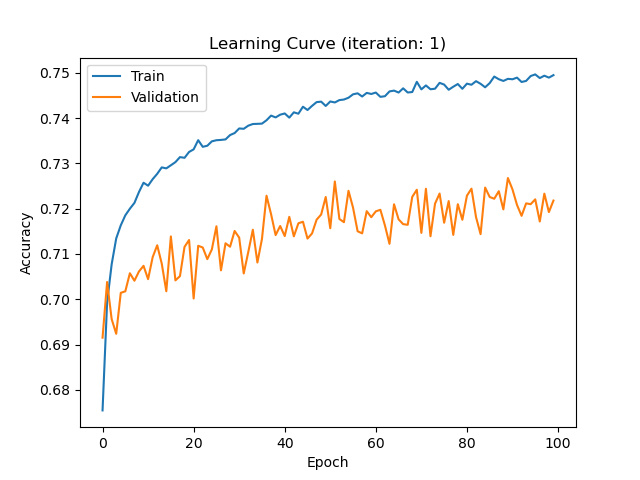 Learning Curve (iteration: 1)
Train
Validation
Accuracy
0.75
0.74
0.73
0.72
0.71
0.70
0.69
0.68
0 20 40 60 80 100
Epoch